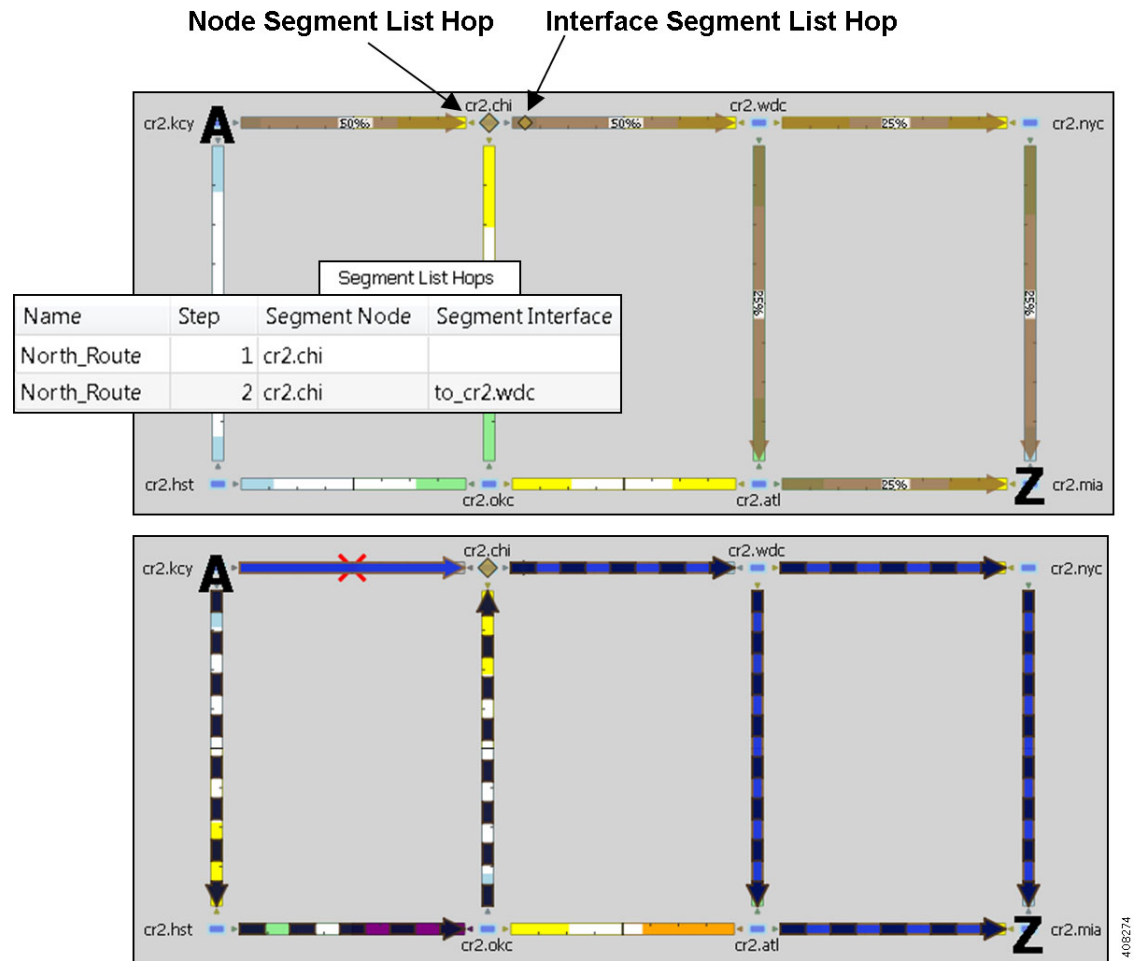 Node Segment List Hop Interface Segment List Hop
cr2.chi cr2.wdc
cr2.kcy A 50% 50% 25% cr2.nyc
25% 25%
Segment List Hops
Name Step Segment Node Segment Interface
North_Route 1 cr2.chi
North_Route 2 cr2.chi to_cr2.wdc
cr2.hst 25% Z cr2.mia
cr2.okc cr2.atl
cr2.chi cr2.wdc
cr2.kcy A cr2.nyc
cr2.hst Z cr2.mia
cr2.okc cr2.atl
408274